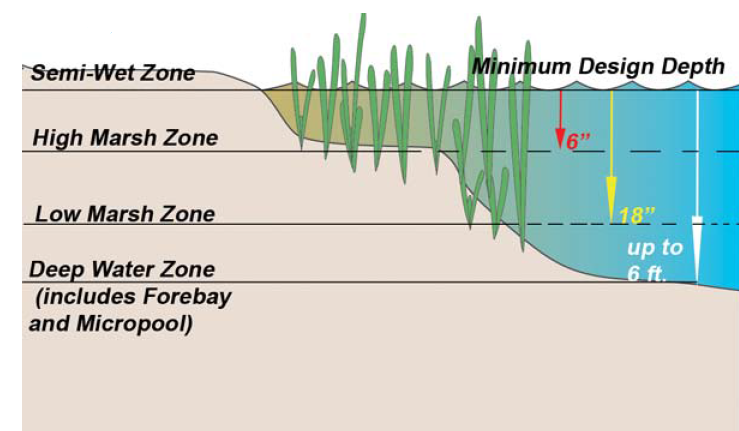 Semi-Wet Zone
Minimum Design Depth
High Marsh Zone
6”
Low Marsh Zone
18”
up to
6 ft.
Deep Water Zone
(includes Forebay
and Micropool)